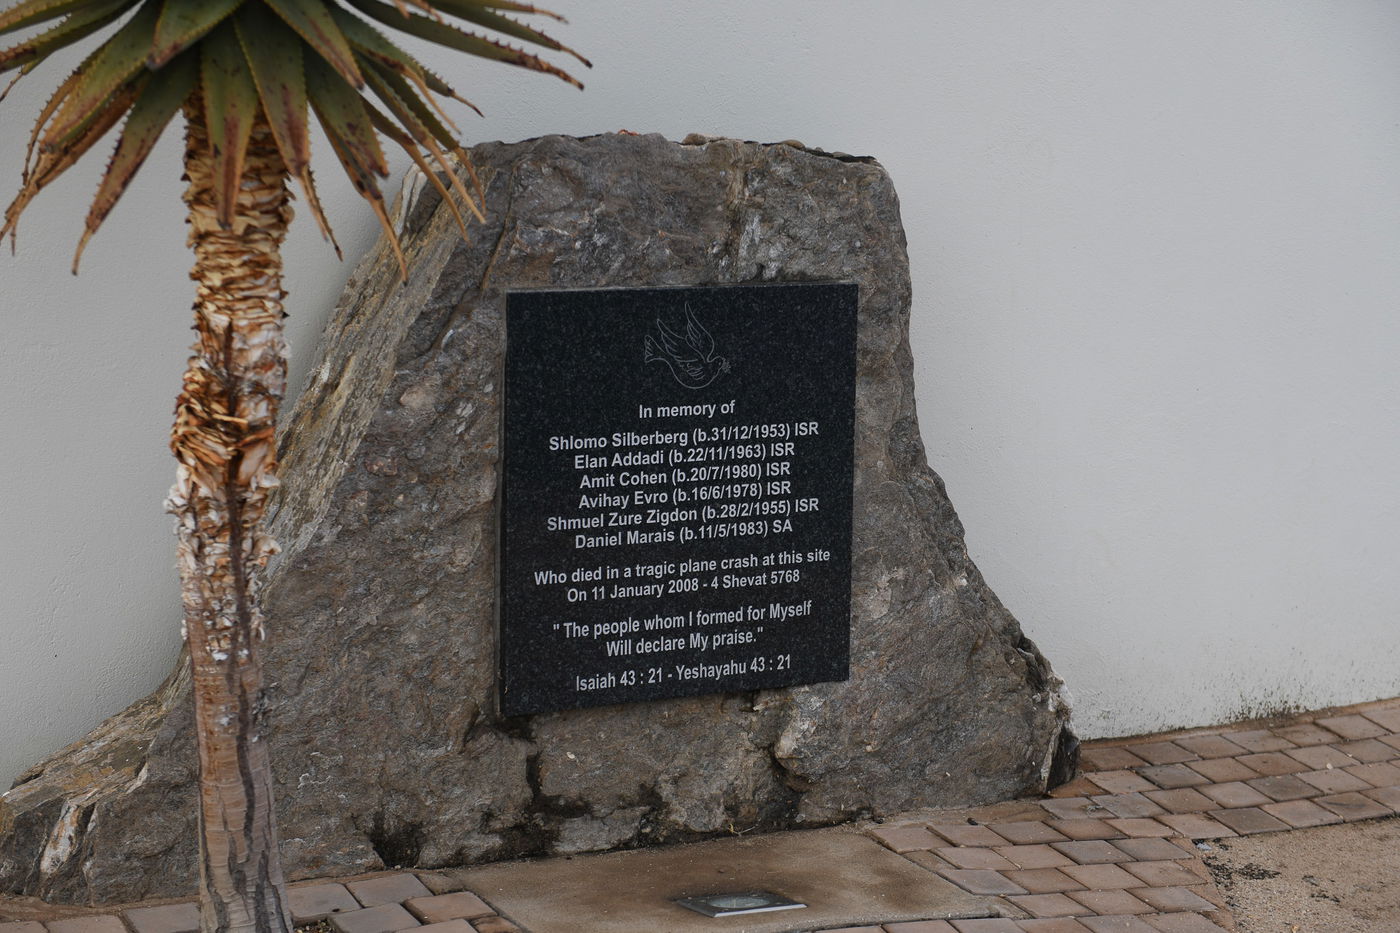 In memory of
Shlomo Silberberg (b.31/12/1953) ISR
Elan Addadi (b.22/11/1963) ISR
Amit Cohen (b.20/7/1980) ISR
Avihay Evro (b.16/6/1978) ISR
Shmuel Zure Zigdon (b.28/2/1955) ISR
Daniel Marais (b.11/5/1983) SA
Who died in a tragic plane crash at this site
On 11 January 2008 - 4 Shevat 5768
" The people whom I formed for Myself
Will declare My praise."
Isaiah 43 : 21 - Yeshayahu 43 : 21